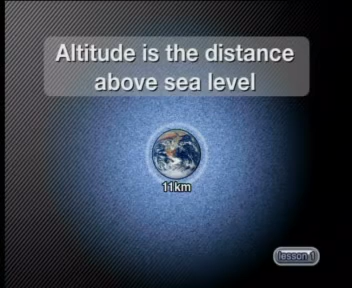 Altitude is the distance
above sea level
11km
lesson 1